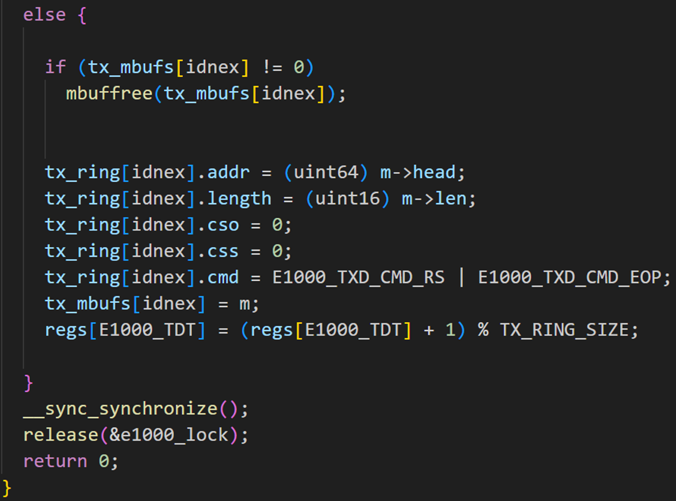 else {
if (tx_mbufs[idnex] != 0)
mbuffree(tx_mbufs[idnex]);
tx_ring[idnex].addr = (uint64) m->head;
tx_ring[idnex].length = (uint16) m->len;
tx_ring[idnex].cso = 0;
tx_ring[idnex].css = 0;
tx_ring[idnex].cmd = E1000_TXD_CMD_RS | E1000_TXD_CMD_EOP;
tx_mbufs[idnex] = m;
regs[E1000_TDT] = (regs[E1000_TDT] + 1) % TX_RING_SIZE;
}
__sync_synchronize();
release(&e1000_lock);
return 0;
}